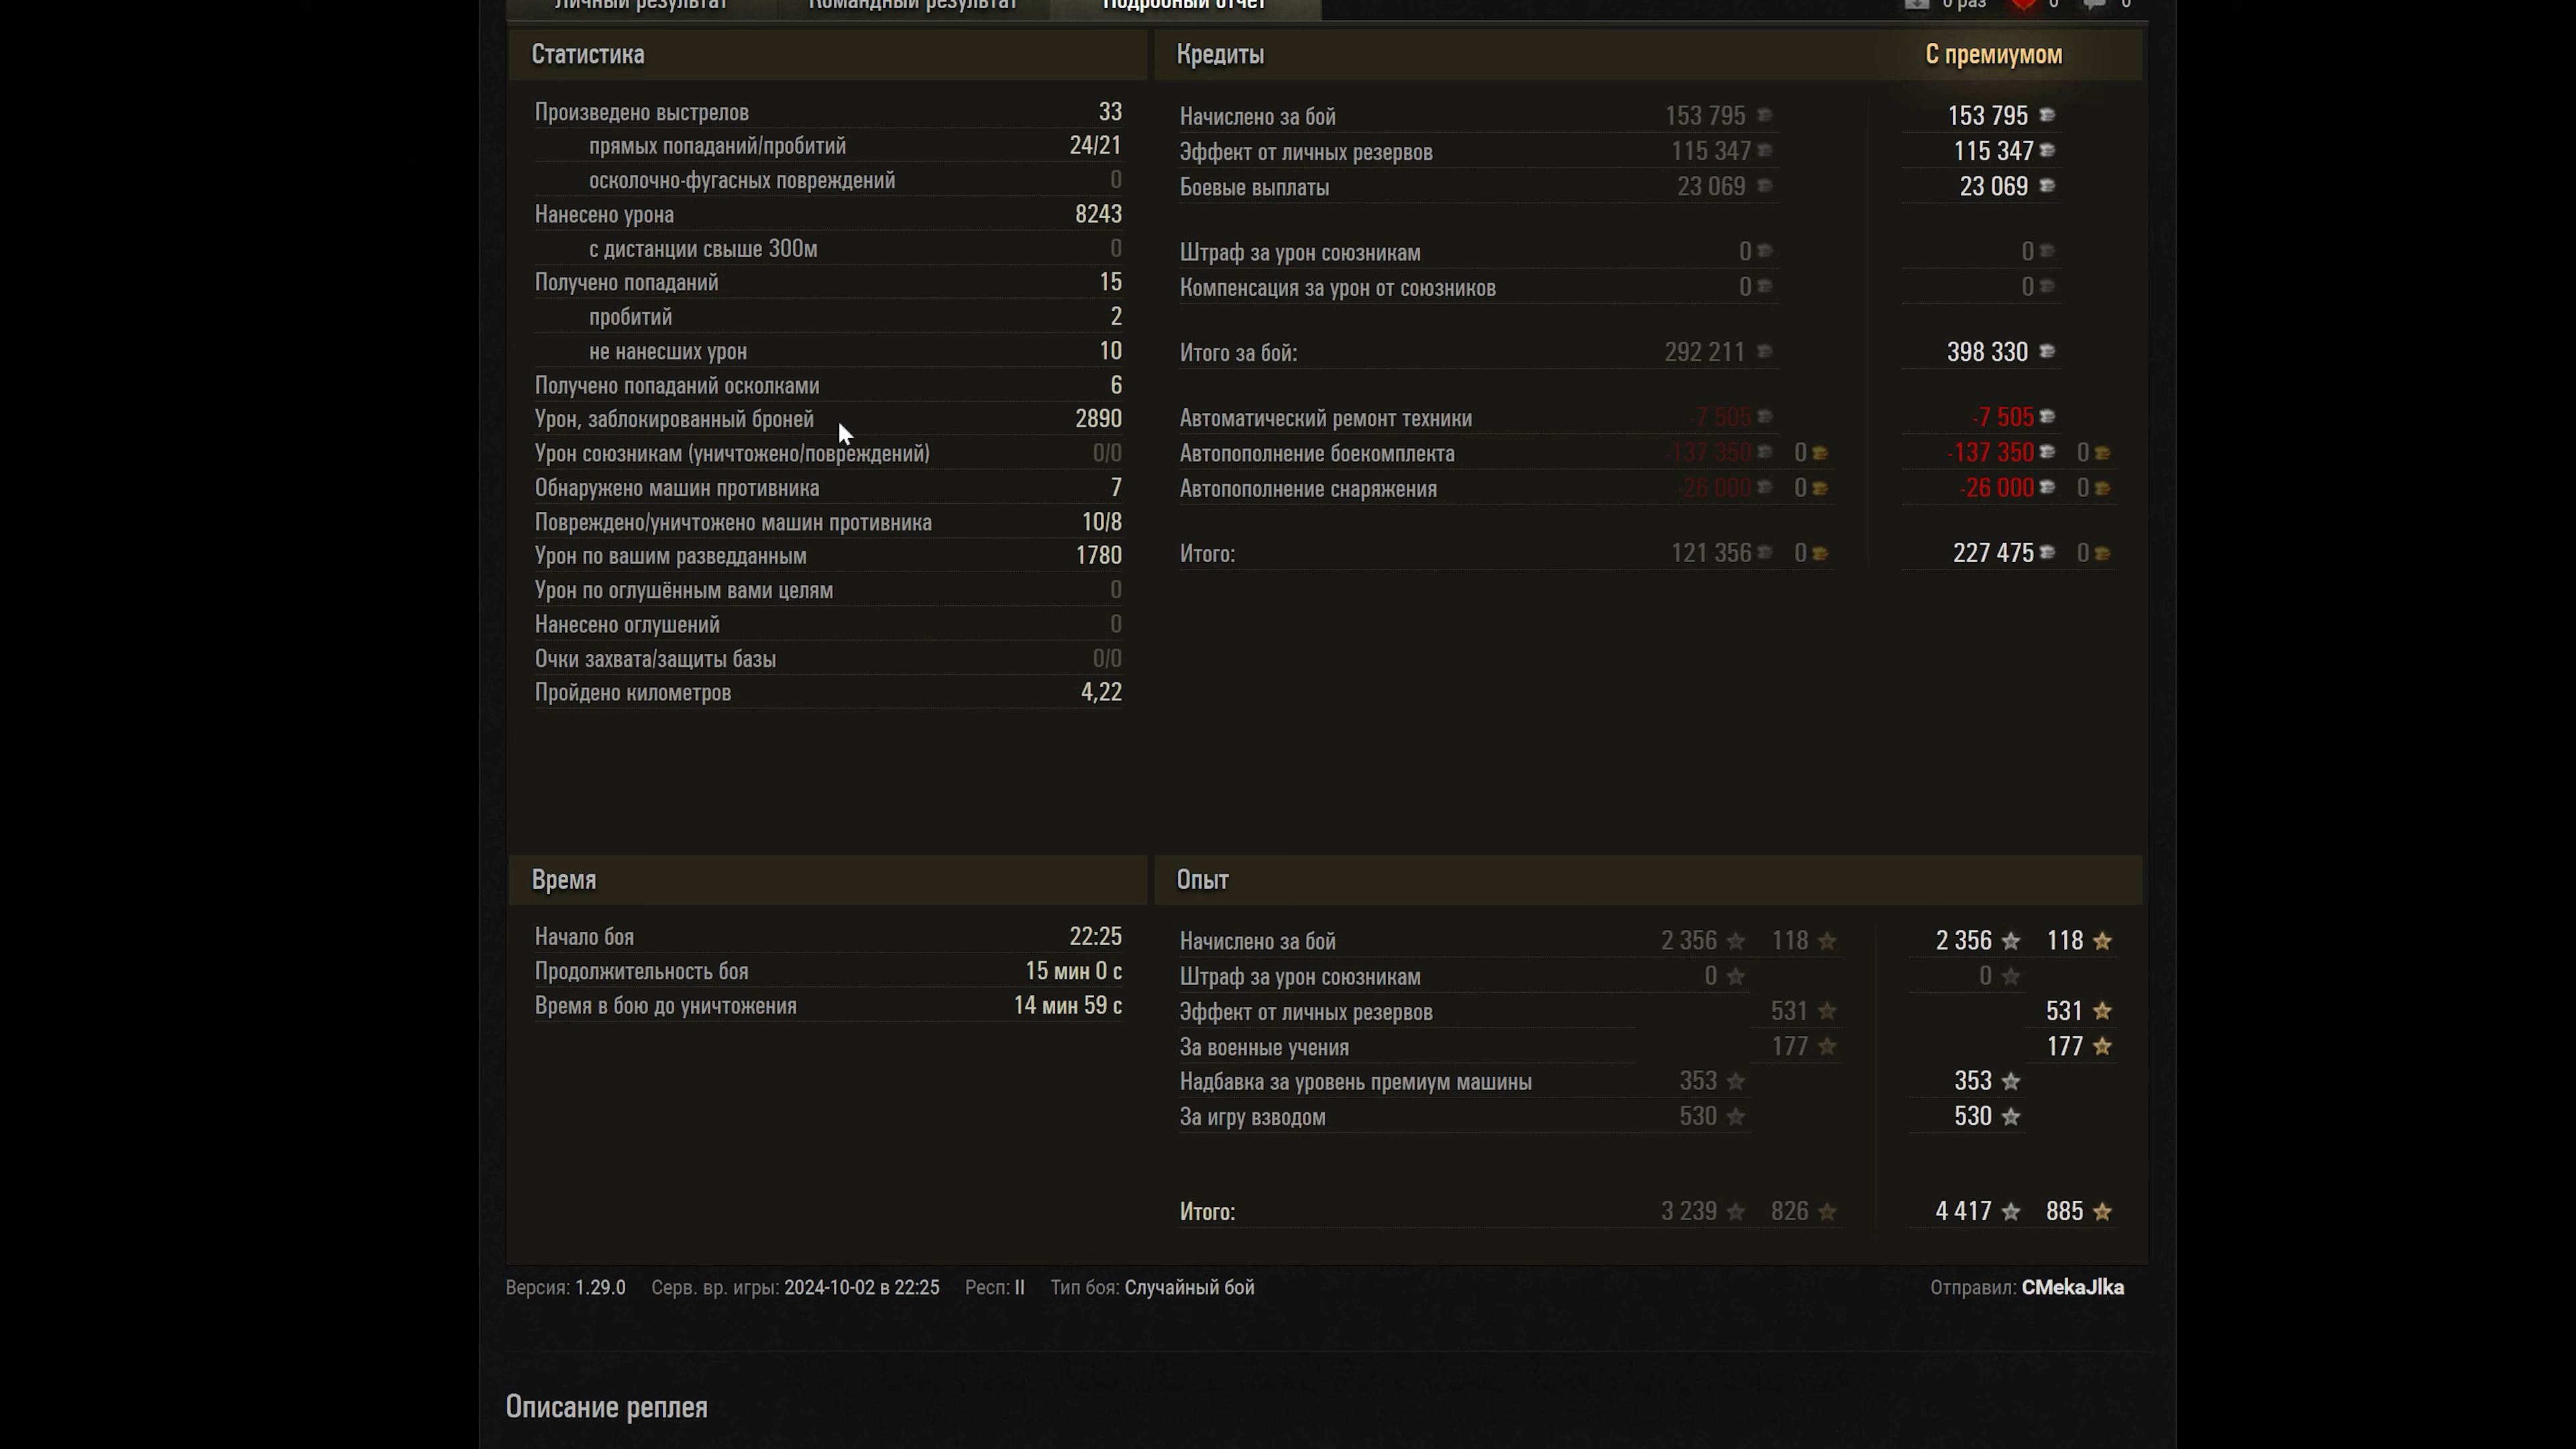 Личный результат Командный результат Подробный отчёт 0 раз 0 0
Статистика
Произведено выстрелов 33
прямых попаданий/пробитий 24/21
осколочно-фугасных повреждений 0
Нанесено урона 8243
с дистанции свыше 300м 0
Получено попаданий 15
пробитий 2
не нанесших урон 10
Получено попаданий осколками 6
Урон, заблокированный броней 2890
Урон союзникам (уничтожено/повреждений) 0/0
Обнаружено машин противника 7
Повреждено/уничтожено машин противника 10/8
Урон по вашим разведданным 1780
Урон по оглушённым вами целям 0
Нанесено оглушений 0
Очки захвата/защиты базы 0/0
Пройдено километров 4,22
Кредиты С премиумом
Начислено за бой 153 795 153 795
Эффект от личных резервов 115 347 115 347
Боевые выплаты 23 069 23 069
Штраф за урон союзникам 0 0
Компенсация за урон от союзников 0 0
Итого за бой: 292 211 398 330
Автоматический ремонт техники -7 505 -7 505
Автопополнение боекомплекта -137 350 0 -137 350 0
Автопополнение снаряжения -26 000 0 -26 000 0
Итого: 121 356 0 227 475 0
Время
Начало боя 22:25
Продолжительность боя 15 мин 0 с
Время в бою до уничтожения 14 мин 59 с
Опыт
Начислено за бой 2 356 118 2 356 118
Штраф за урон союзникам 0 0
Эффект от личных резервов 531 531
За военные учения 177 177
Надбавка за уровень премиум машины 353 353
За игру взводом 530 530
Итого: 3 239 826 4 417 885
Версия: 1.29.0 Серв. вр. игры: 2024-10-02 в 22:25 Респ: II Тип боя: Случайный бой Отправил: CMekaJlka
Описание реплея